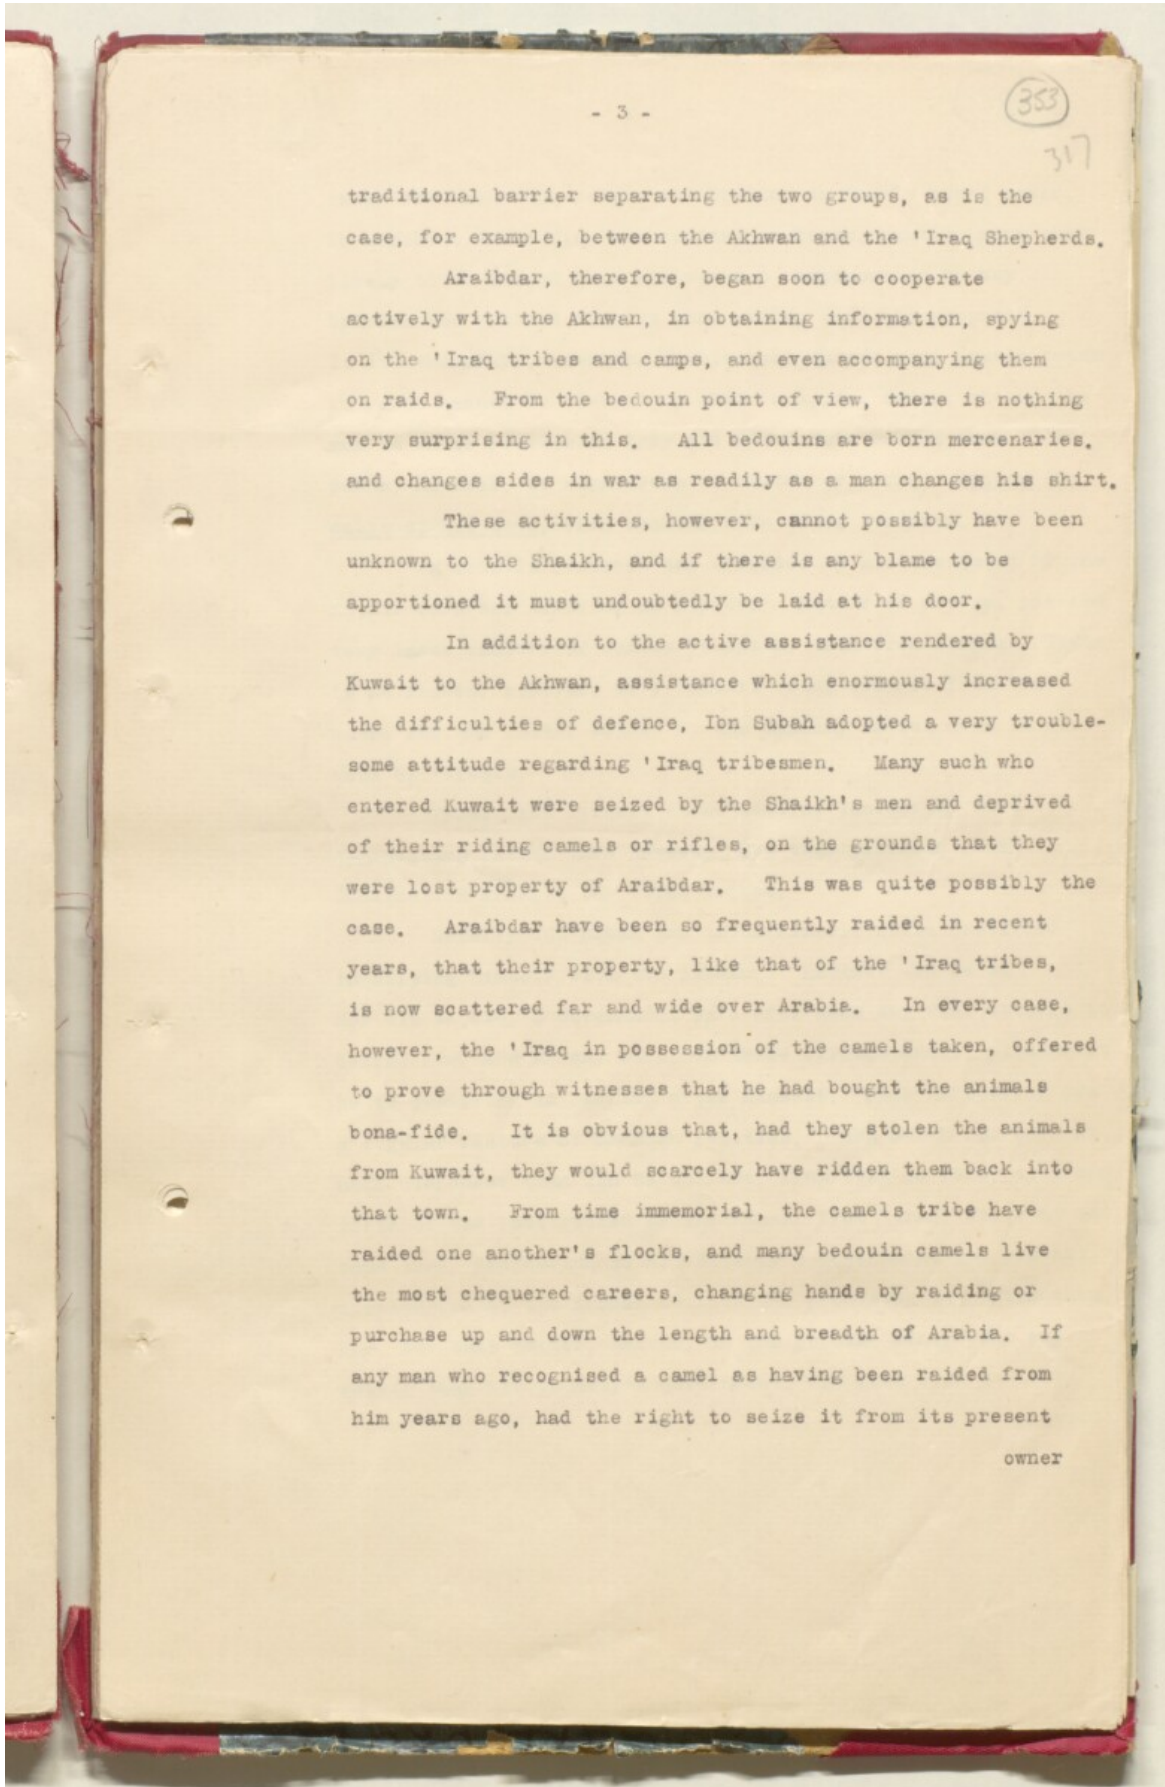 - 3 -
353
317
traditional barrier separating the two groups, as is the
case, for example, between the Akhwan and the 'Iraq Shepherds.
Araibdar, therefore, began soon to cooperate
actively with the Akhwan, in obtaining information, spying
on the 'Iraq tribes and camps, and even accompanying them
on raids. From the bedouin point of view, there is nothing
very surprising in this. All bedouins are born mercenaries.
and changes sides in war as readily as a man changes his shirt.
These activities, however, cannot possibly have been
unknown to the Shaikh, and if there is any blame to be
apportioned it must undoubtedly be laid at his door.
In addition to the active assistance rendered by
Kuwait to the Akhwan, assistance which enormously increased
the difficulties of defence, Ibn Subah adopted a very trouble-
some attitude regarding 'Iraq tribesmen. Many such who
entered Kuwait were seized by the Shaikh's men and deprived
of their riding camels or rifles, on the grounds that they
were lost property of Araibdar. This was quite possibly the
case. Araibdar have been so frequently raided in recent
years, that their property, like that of the 'Iraq tribes,
is now scattered far and wide over Arabia. In every case,
however, the 'Iraq in possession of the camels taken, offered
to prove through witnesses that he had bought the animals
bona-fide. It is obvious that, had they stolen the animals
from Kuwait, they would scarcely have ridden them back into
that town. From time immemorial, the camels tribe have
raided one another's flocks, and many bedouin camels live
the most chequered careers, changing hands by raiding or
purchase up and down the length and breadth of Arabia. If
any man who recognised a camel as having been raided from
him years ago, had the right to seize it from its present
owner